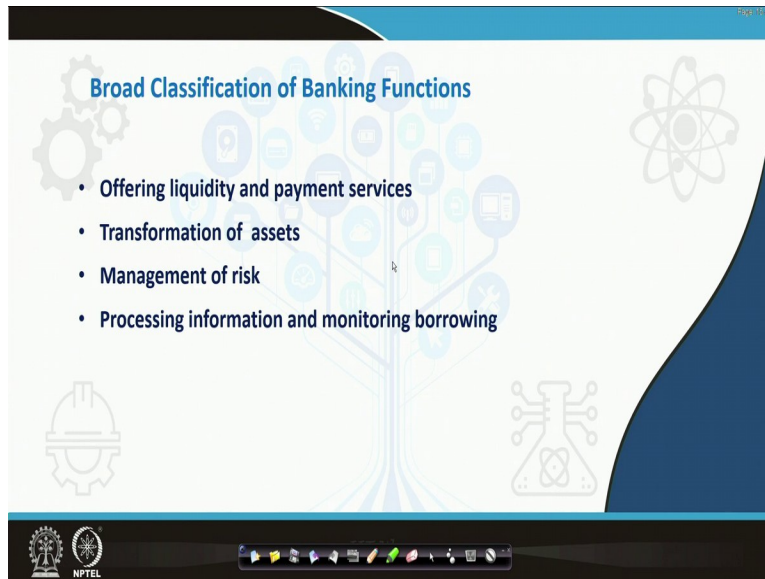 Broad Classification of Banking Functions
• Offering liquidity and payment services
• Transformation of assets
• Management of risk
• Processing information and monitoring borrowing
NPTEL